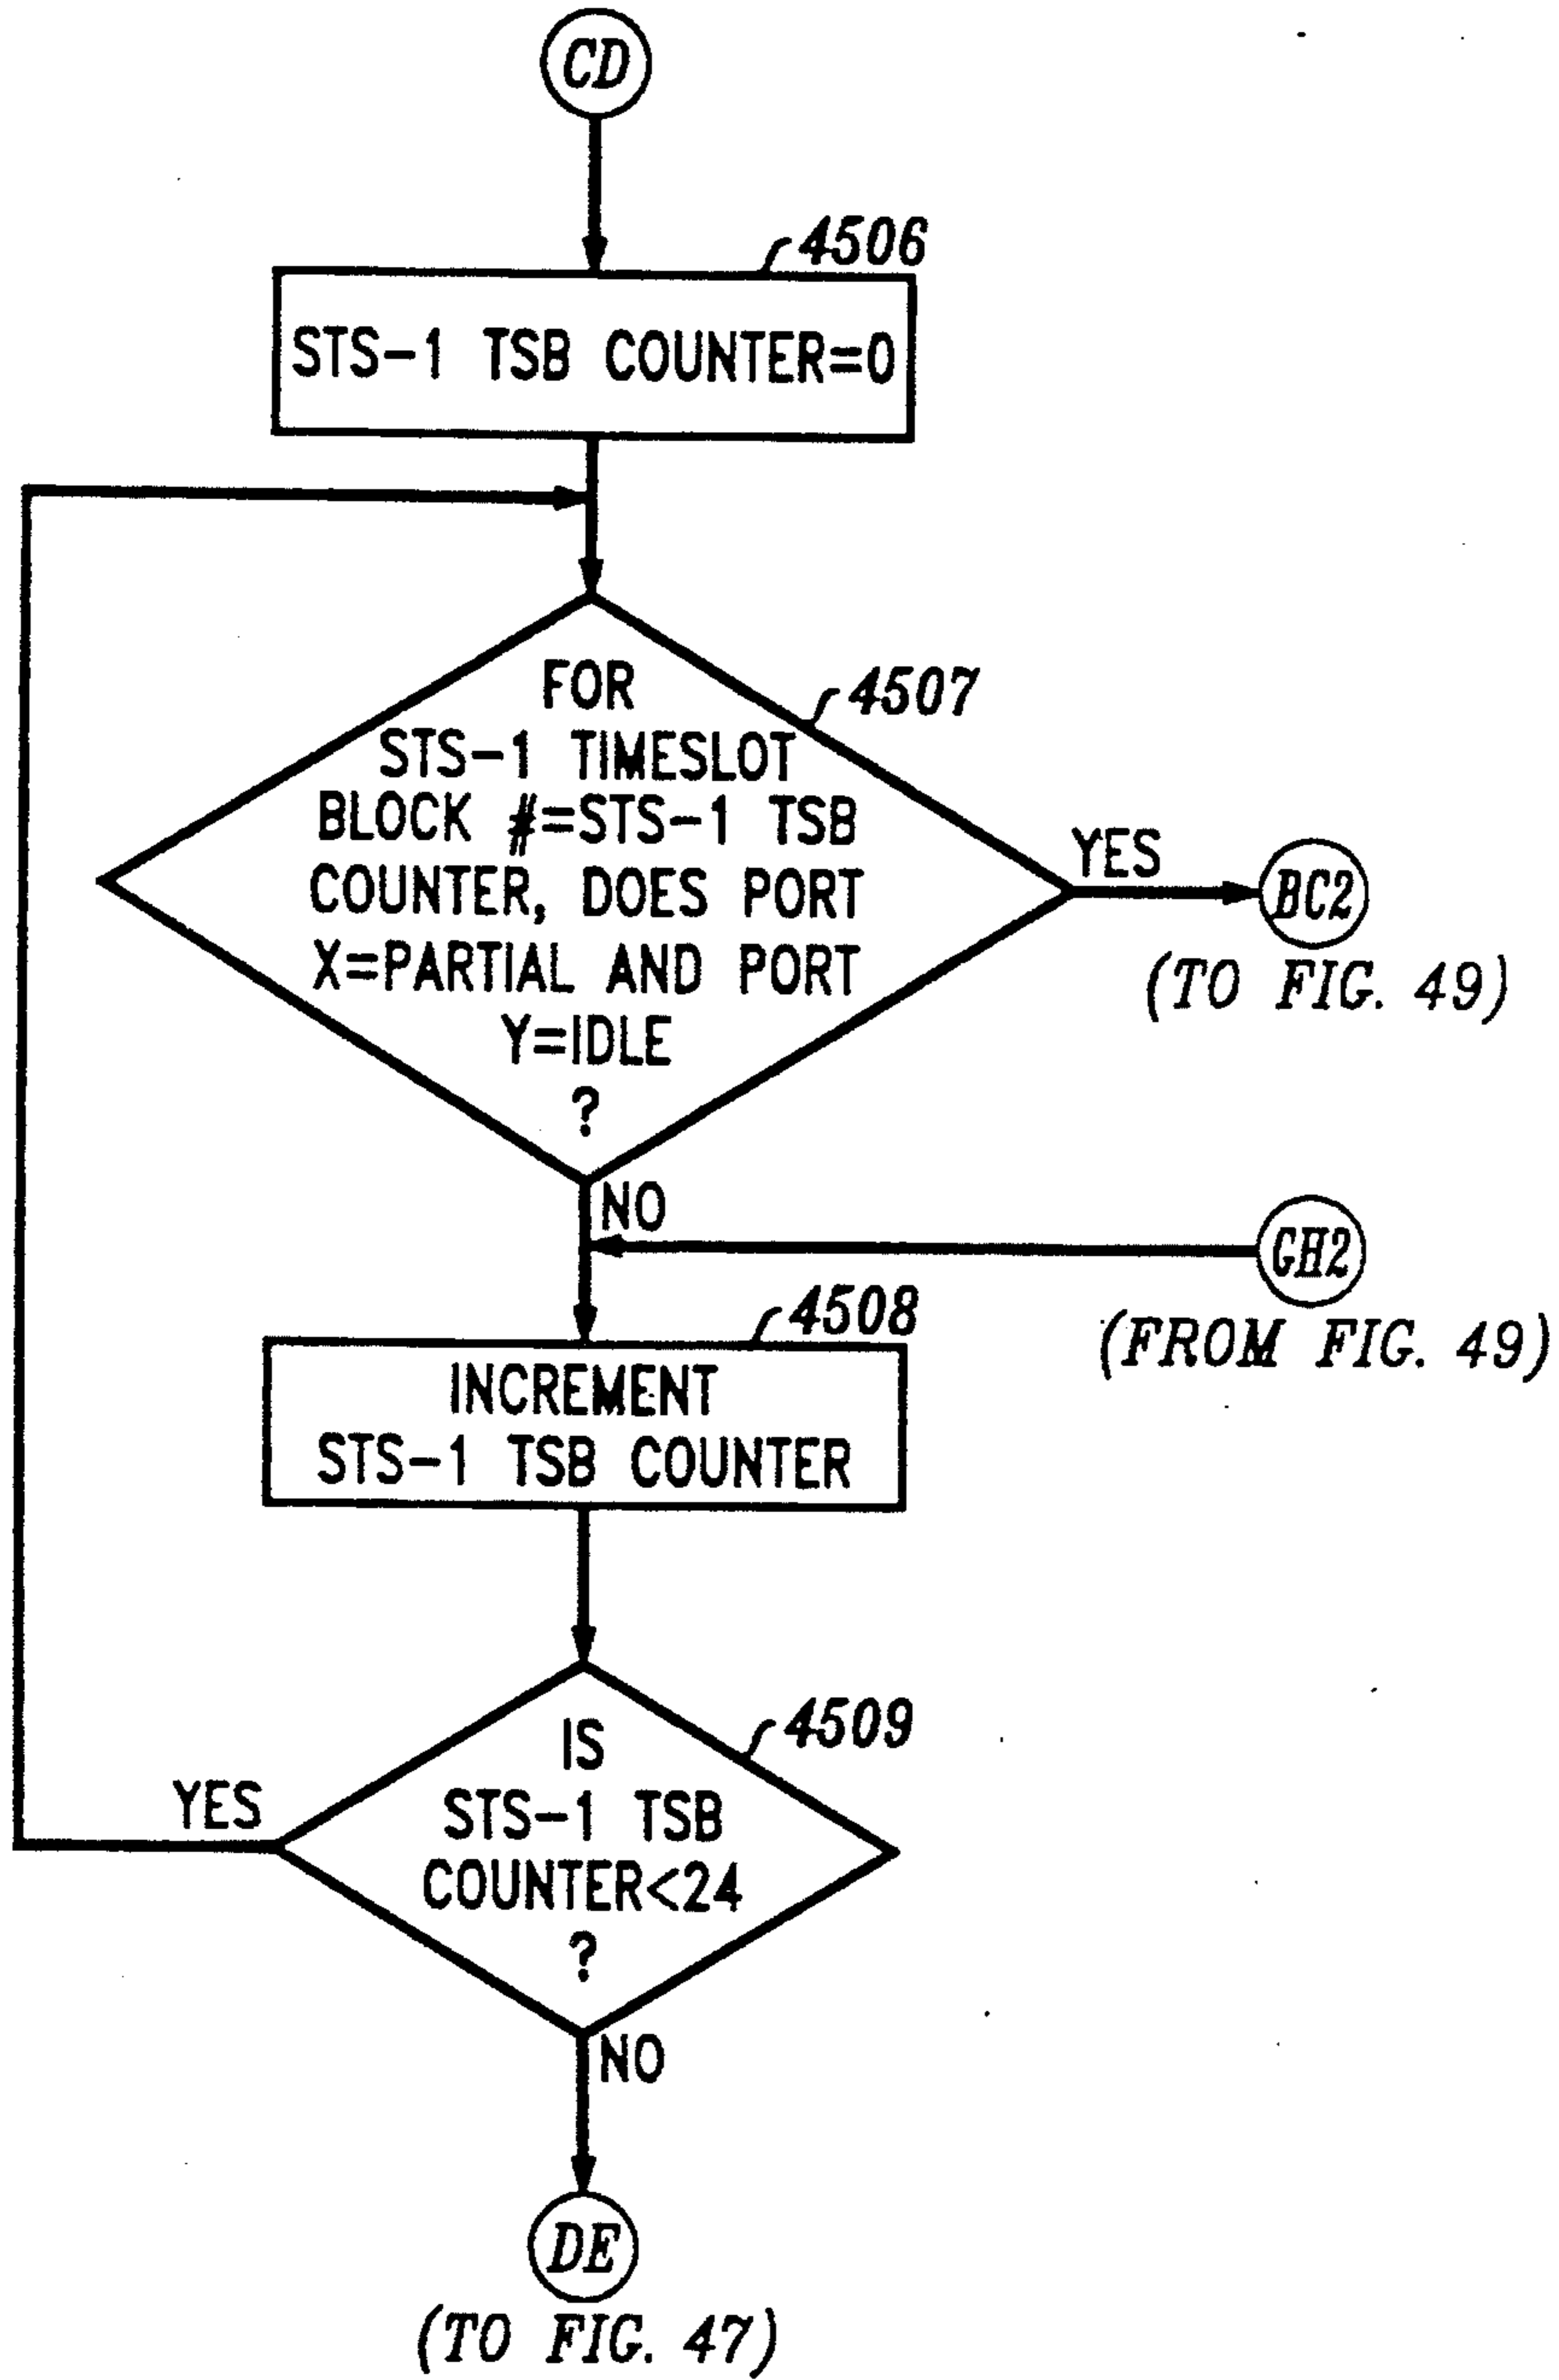 CD
4506
STS-1 TSB COUNTER=0
FOR
4507
STS-1 TIMESLOT
BLOCK #=STS-1 TSB
COUNTER, DOES PORT
X=PARTIAL AND PORT
Y=IDLE
?
YES
BC2
(TO FIG. 49)
NO
GH2
(FROM FIG. 49)
4508
INCREMENT
STS-1 TSB COUNTER
4509
IS
STS-1 TSB
COUNTER<24
?
YES
NO
DE
(TO FIG. 47)